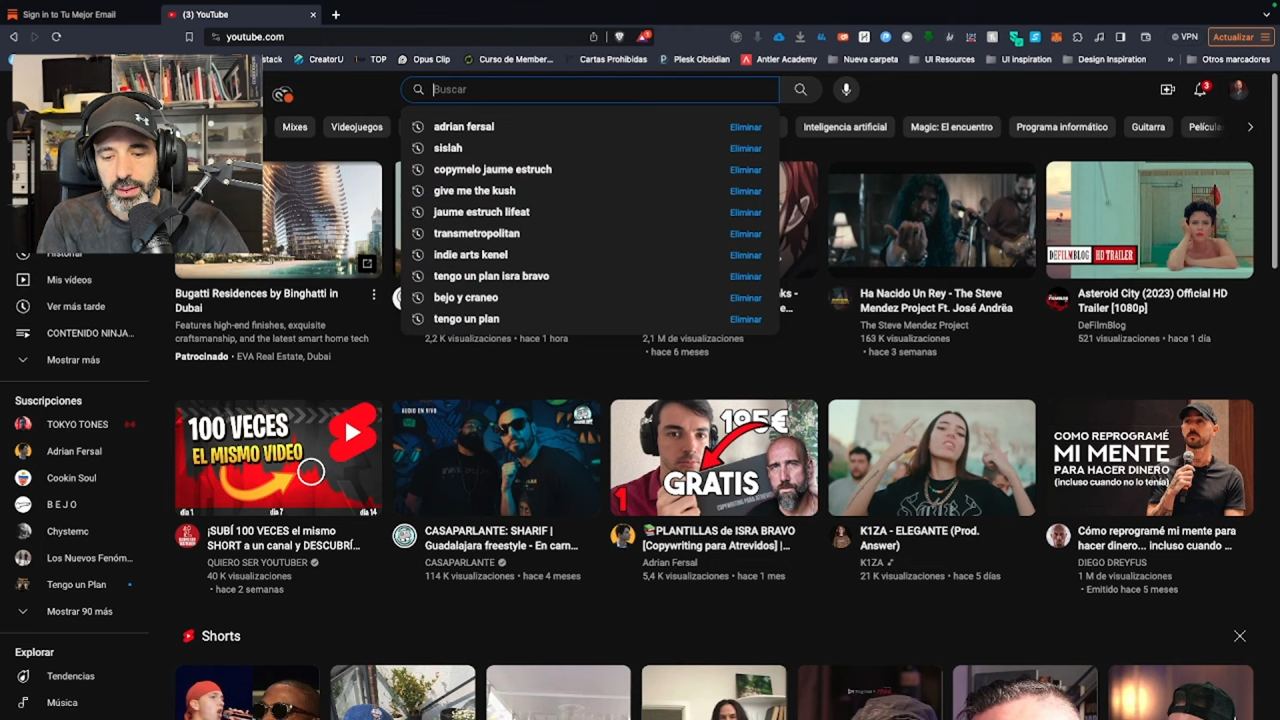 Sign in to Tu Mejor Email
(3) YouTube
youtube.com
VPN
Actualizar
stack
CreatorU
TOP
Opus Clip
Curso de Member...
Cartas Prohibidas
Plesk Obsidian
Antler Academy
Nueva carpeta
UI Resources
UI Inspiration
Design Inspiration
Otros marcadores
Buscar
3
Mixes
Videojuegos
Inteligencia artificial
Magic: El encuentro
Programa informático
Guitarra
adrian fersal Eliminar
sislah Eliminar
copymelo jaume estruch Eliminar
give me the kush Eliminar
jaume estruch lifeat Eliminar
transmetropolitan Eliminar
indie arts kenel Eliminar
tengo un plan isra bravo Eliminar
bejo y craneo Eliminar
tengo un plan Eliminar
Historial
Mis vídeos
Ver más tarde
CONTENIDO NINJA...
Mostrar más
Bugatti Residences by Binghatti in
Dubai
Features high-end finishes, exquisite
craftsmanship, and the latest smart home tech
Patrocinado • EVA Real Estate, Dubai
2,2 K visualizaciones • hace 1 hora
2,1 M de visualizaciones
• hace 6 meses
Ha Nacido Un Rey - The Steve
Mendez Project Ft. José Andrëa
The Steve Mendez Project
163 K visualizaciones
• hace 3 semanas
DEFILMBLOG HD TRAILER
Asteroid City (2023) Official HD
Trailer [1080p]
DeFilmBlog
521 visualizaciones • hace 1 día
Suscripciones
TOKYO TONES
Adrian Fersal
Cookin Soul
B E J O
Chystemc
Los Nuevos Fenóm...
Tengo un Plan
Mostrar 90 más
Explorar
Tendencias
Música
100 VECES
EL MISMO VIDEO
día 1 día 7 día 14
¡SUBÍ 100 VECES el mismo
SHORT a un canal y DESCUBRÍ...
QUIERO SER YOUTUBER
40 K visualizaciones
• hace 2 semanas
AUDIO EN VIVO
CASAPARLANTE: SHARIF |
Guadalajara freestyle - En carn...
CASAPARLANTE
114 K visualizaciones • hace 4 meses
195€
GRATIS
1
PLANTILLAS de ISRA BRAVO
[Copywriting para Atrevidos] |...
Adrian Fersal
5,4 K visualizaciones • hace 1 mes
K1ZA - ELEGANTE (Prod.
Answer)
K1ZA
21 K visualizaciones • hace 5 días
COMO REPROGRAMÉ
MI MENTE
PARA HACER DINERO
(incluso cuando no lo tenía)
Cómo reprogramé mi mente para
hacer dinero... incluso cuando ...
DIEGO DREYFUS
1 M de visualizaciones
• Emitido hace 5 meses
Shorts